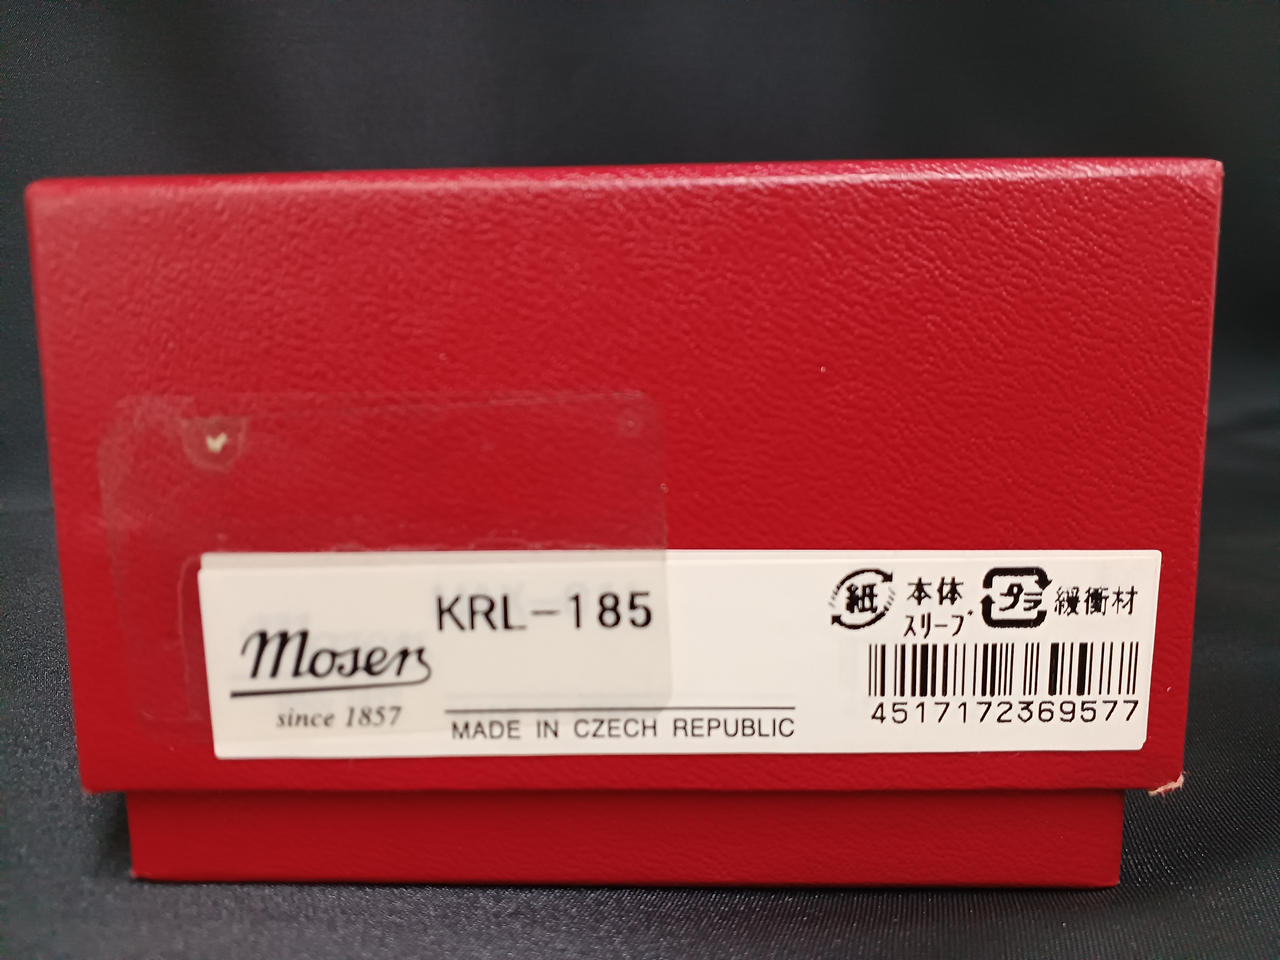 KRL-185
Moser
since 1857
MADE IN CZECH REPUBLIC
紙 本体
スリーブ
プラ 緩衝材
4517172369577